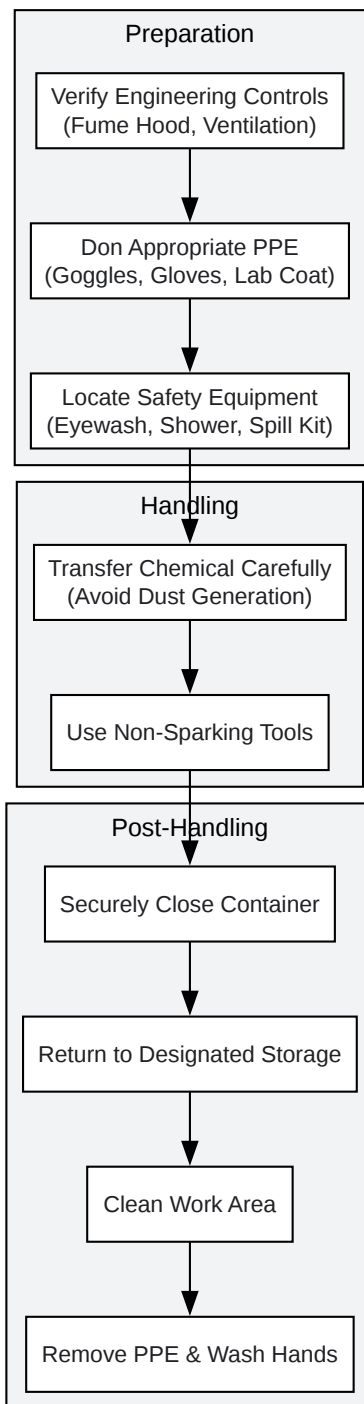 Preparation
Verify Engineering Controls
(Fume Hood, Ventilation)
Don Appropriate PPE
(Goggles, Gloves, Lab Coat)
Locate Safety Equipment
(Eyewash, Shower, Spill Kit)
Handling
Transfer Chemical Carefully
(Avoid Dust Generation)
Use Non-Sparking Tools
Post-Handling
Securely Close Container
Return to Designated Storage
Clean Work Area
Remove PPE & Wash Hands